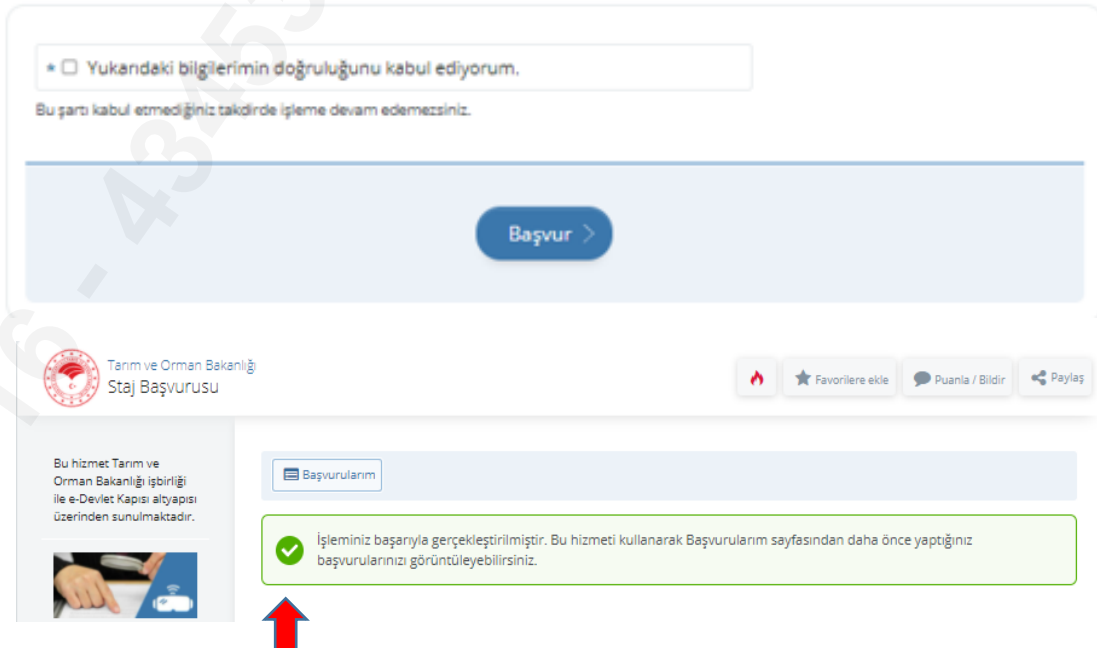 * Yukarıdaki bilgilerimin doğruluğunu kabul ediyorum.
Bu şartı kabul etmediğiniz takdirde işleme devam edemezsiniz.
Başvur
Tarım ve Orman Bakanlığı
Staj Başvurusu
Favorilere ekle
Puanla / Bildir
Paylaş
Bu hizmet Tarım ve
Orman Bakanlığı işbirliği
ile e-Devlet Kapısı altyapısı
üzerinden sunulmaktadır.
Başvurularım
İşleminiz başarıyla gerçekleştirilmiştir. Bu hizmeti kullanarak Başvurularım sayfasından daha önce yaptığınız
başvurularınızı görüntüleyebilirsiniz.